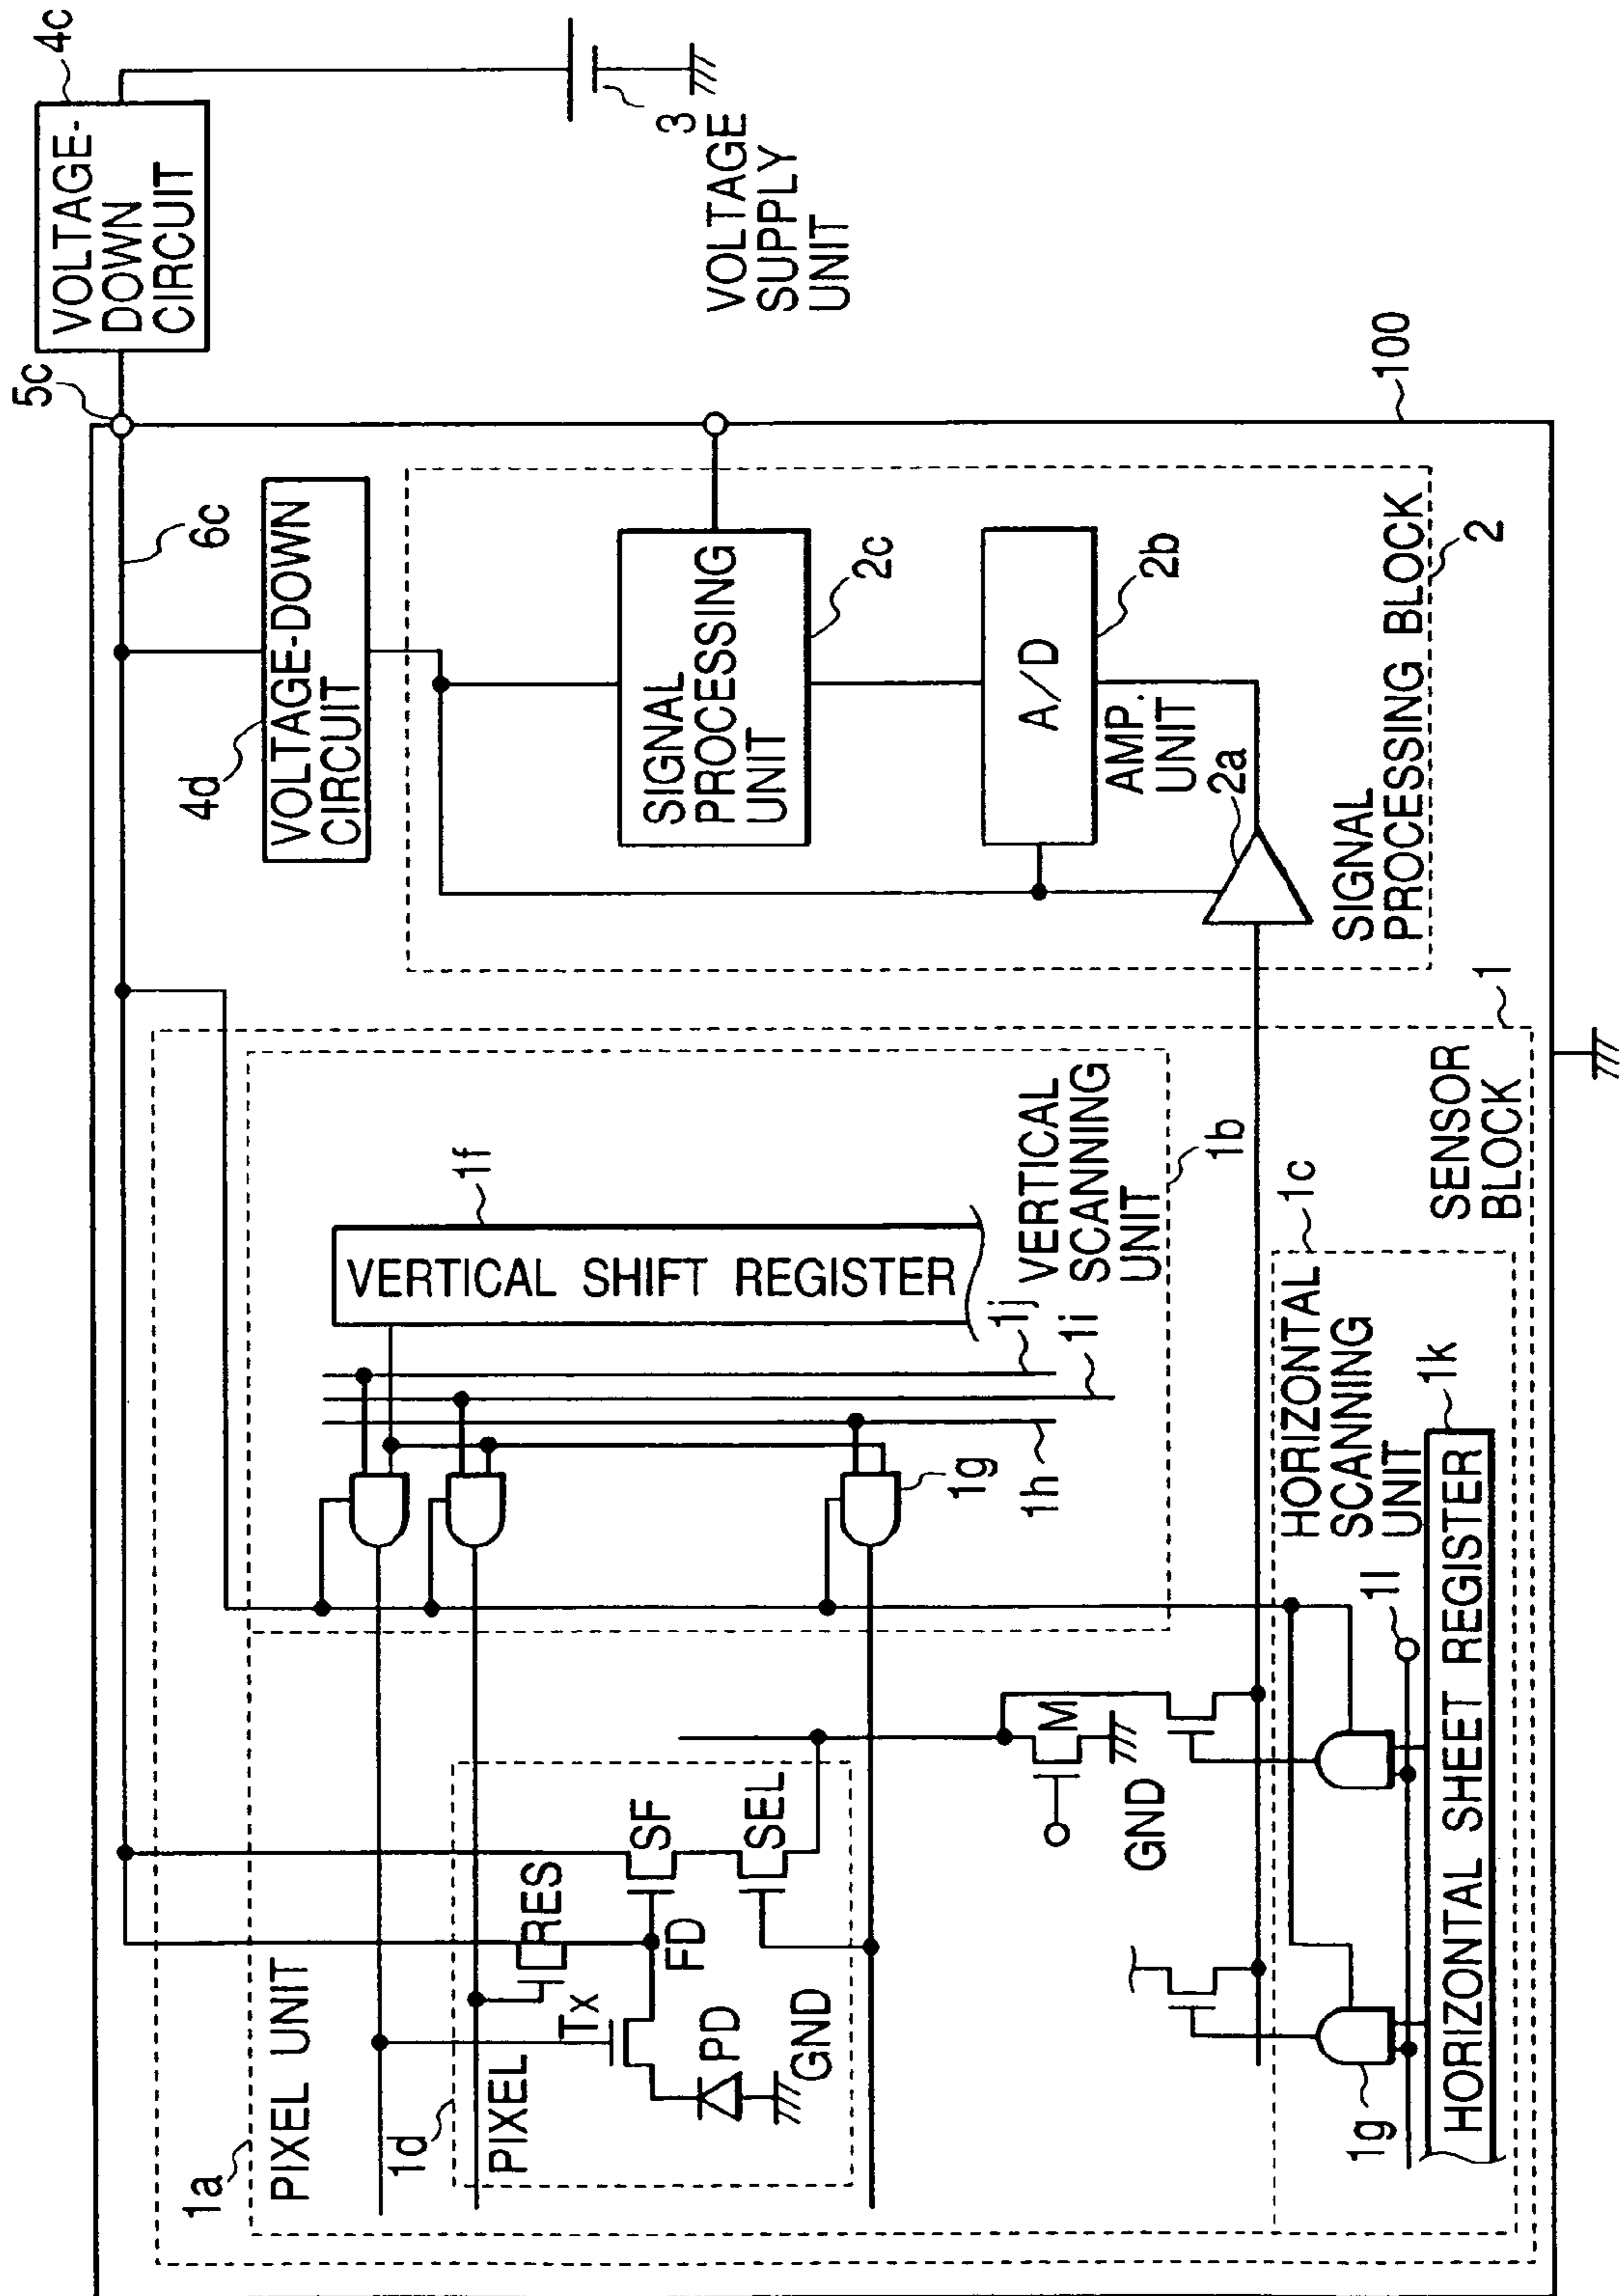 1a
PIXEL UNIT
1d
PIXEL
Tx
RES
FD
SF
SEL
PD
GND
M
GND
VERTICAL SHIFT REGISTER
1f
1j
1i
1h
1g
VERTICAL
SCANNING
UNIT
1b
1c
HORIZONTAL
SCANNING
UNIT
1k
1l
1g
HORIZONTAL SHEET REGISTER
SENSOR
BLOCK
1
4d
VOLTAGE-DOWN
CIRCUIT
6c
5c
VOLTAGE-
DOWN
CIRCUIT
4c
3
VOLTAGE
SUPPLY
UNIT
SIGNAL
PROCESSING
UNIT
2c
A/D
2b
AMP.
UNIT
2a
SIGNAL
PROCESSING BLOCK
2
100